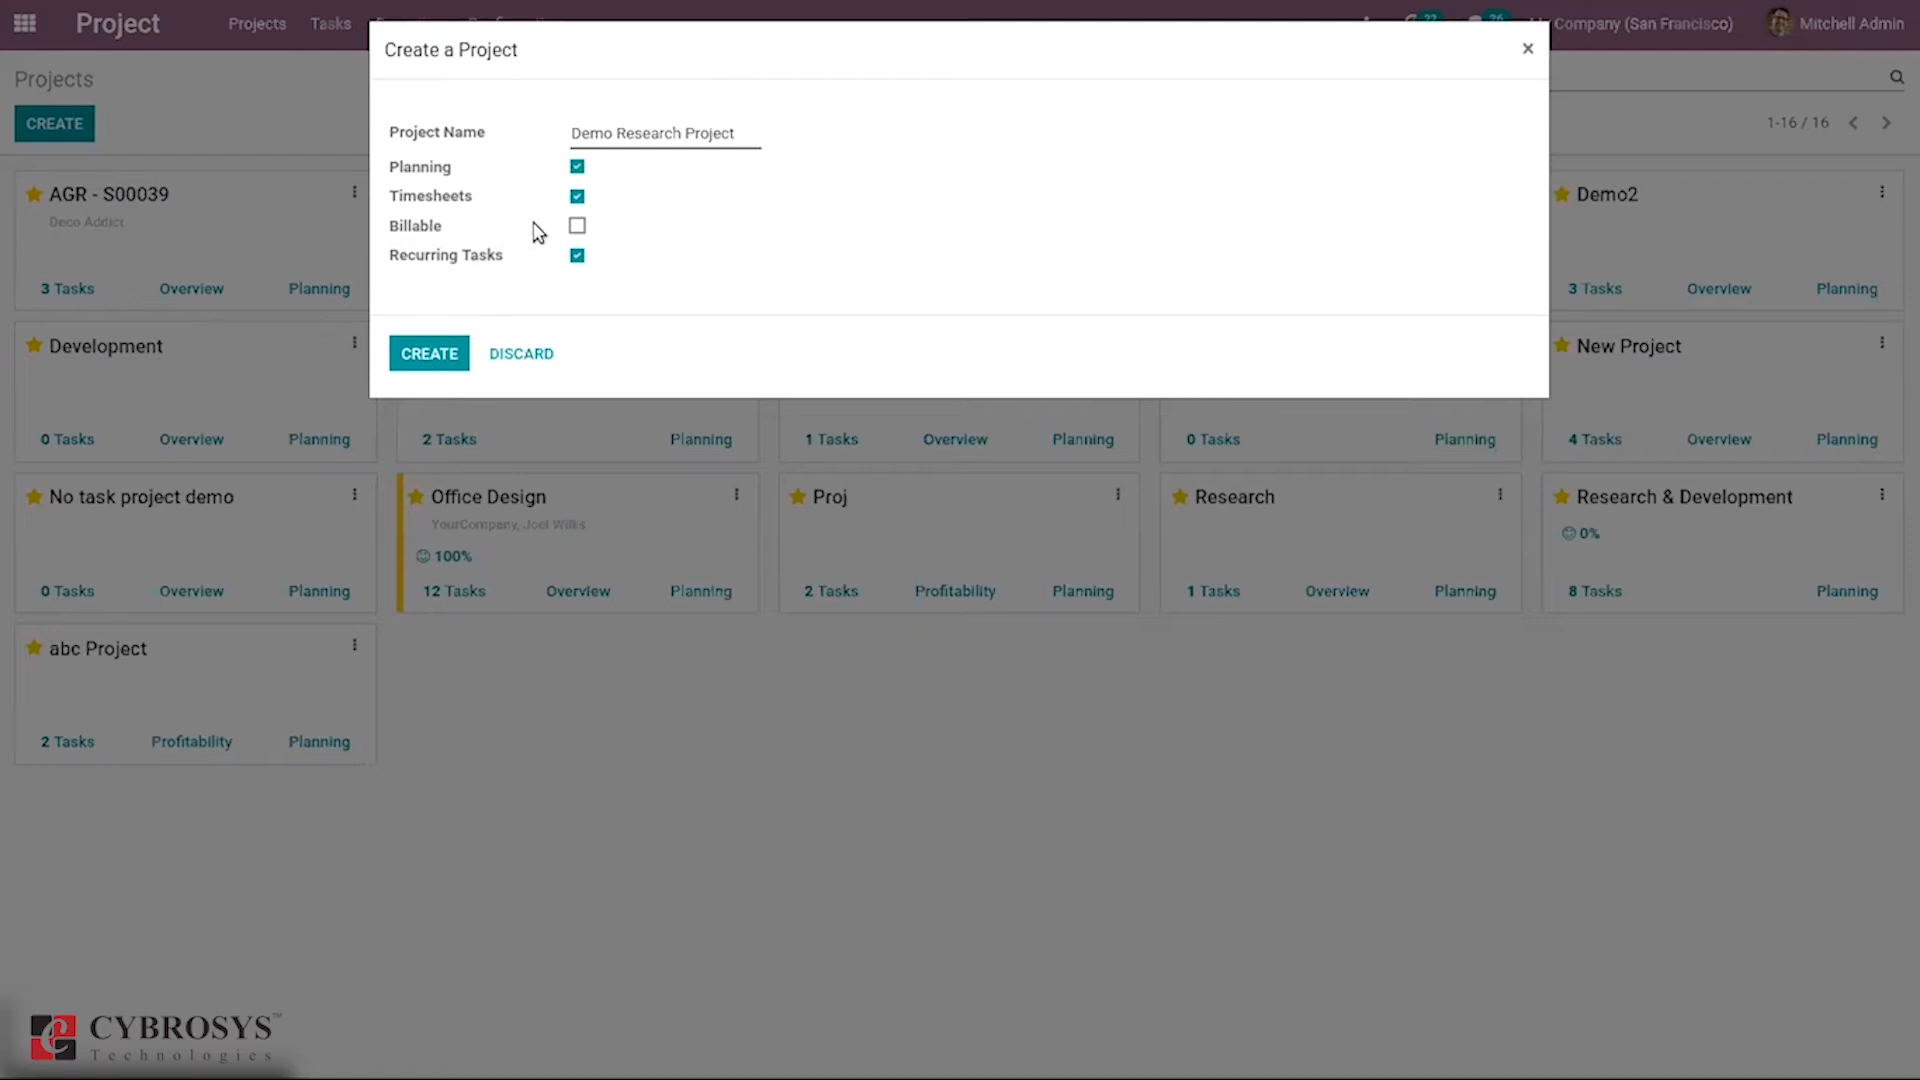 Project
Projects
Tasks
22
26
Company (San Francisco)
Mitchell Admin
Create a Project
×
Projects
CREATE
1-16 / 16
Project Name
Demo Research Project
Planning
Timesheets
Billable
Recurring Tasks
CREATE
DISCARD
AGR - S00039
Deco Addict
3 Tasks
Overview
Planning
Demo2
3 Tasks
Overview
Planning
Development
0 Tasks
Overview
Planning
2 Tasks
Planning
1 Tasks
Overview
Planning
0 Tasks
Planning
New Project
4 Tasks
Overview
Planning
No task project demo
0 Tasks
Overview
Planning
Office Design
YourCompany, Joel Willis
100%
12 Tasks
Overview
Planning
Proj
2 Tasks
Profitability
Planning
Research
1 Tasks
Overview
Planning
Research & Development
0%
8 Tasks
Planning
abc Project
2 Tasks
Profitability
Planning
CYBROSYS™
Technologies